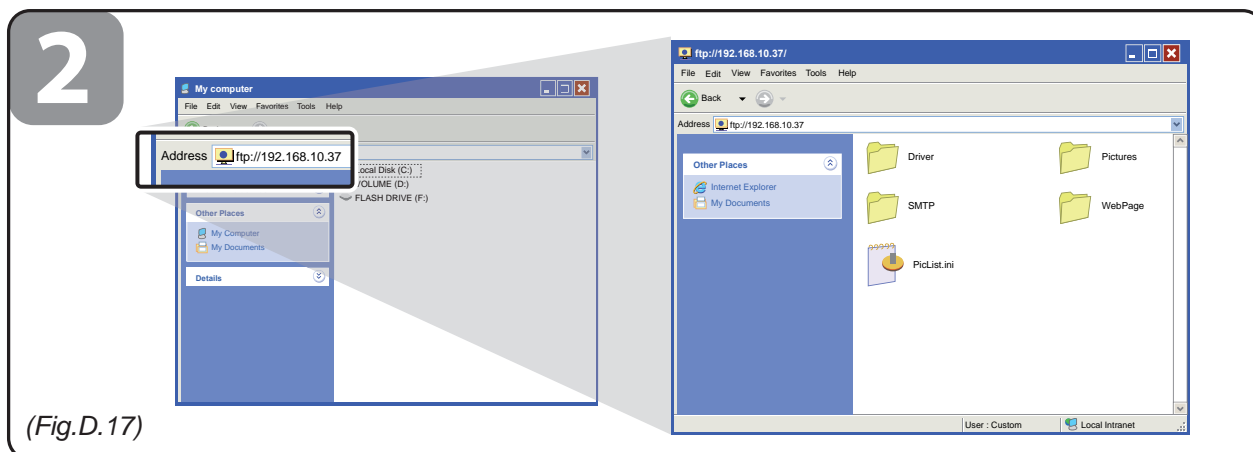 2
My computer
File Edit View Favorites Tools Help
Address ftp://192.168.10.37
Local Disk (C:)
VOLUME (D:)
FLASH DRIVE (F:)
Other Places
My Computer
My Documents
Details
(Fig.D.17)
ftp://192.168.10.37/
File Edit View Favorites Tools Help
Back
Address ftp://192.168.10.37
Other Places
Internet Explorer
My Documents
Driver Pictures
SMTP WebPage
PicList.ini
User : Custom Local Intranet